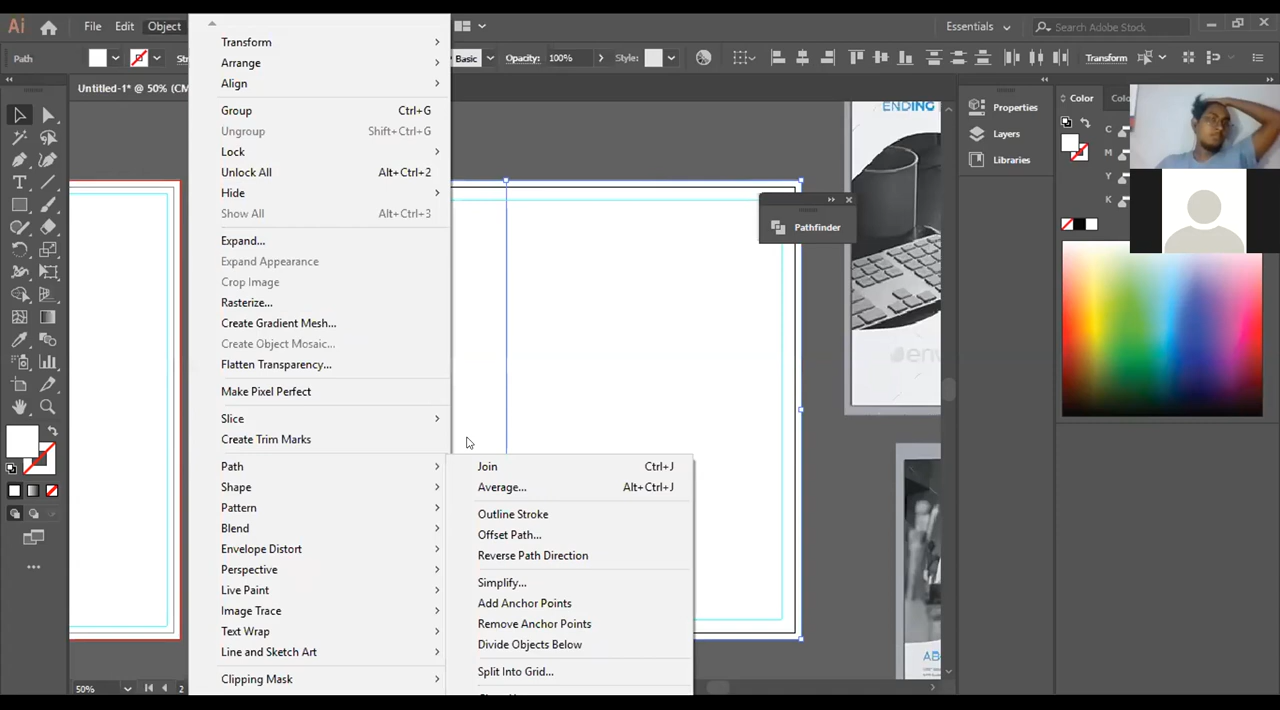 Ai
File
Edit
Object
Essentials
Search Adobe Stock
Path
Basic
Opacity:
100%
Style:
Transform
Untitled-1* @ 50% (CM
Transform
Arrange
Align
Group Ctrl+G
Ungroup Shift+Ctrl+G
Lock
Unlock All Alt+Ctrl+2
Hide
Show All Alt+Ctrl+3
Expand...
Expand Appearance
Crop Image
Rasterize...
Create Gradient Mesh...
Create Object Mosaic...
Flatten Transparency...
Make Pixel Perfect
Slice
Create Trim Marks
Path
Shape
Pattern
Blend
Envelope Distort
Perspective
Live Paint
Image Trace
Text Wrap
Line and Sketch Art
Clipping Mask
Join Ctrl+J
Average... Alt+Ctrl+J
Outline Stroke
Offset Path...
Reverse Path Direction
Simplify...
Add Anchor Points
Remove Anchor Points
Divide Objects Below
Split Into Grid...
Pathfinder
ENDING
Properties
Layers
Libraries
Color
C
M
Y
K
50%
2